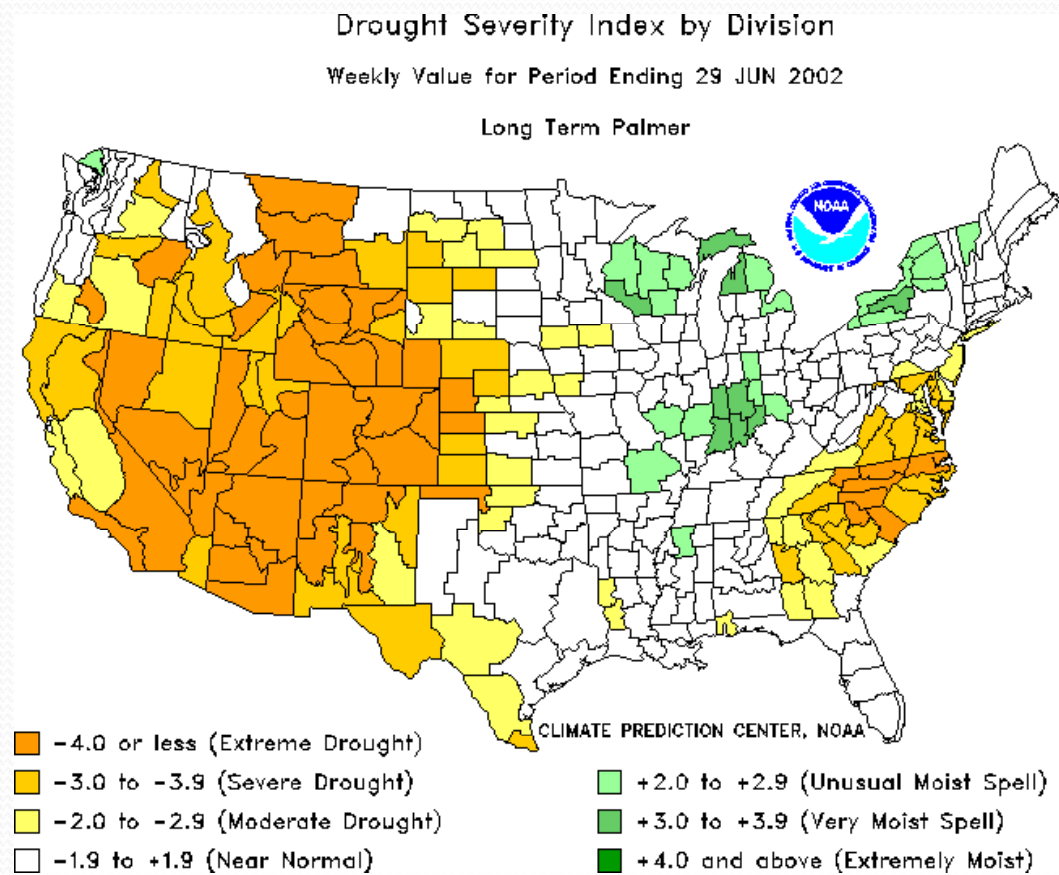 Drought Severity Index by Division
Weekly Value for Period Ending 29 JUN 2002
Long Term Palmer
NOAA
CLIMATE PREDICTION CENTER, NOAA
-4.0 or less (Extreme Drought)
-3.0 to -3.9 (Severe Drought)
-2.0 to -2.9 (Moderate Drought)
-1.9 to +1.9 (Near Normal)
+2.0 to +2.9 (Unusual Moist Spell)
+3.0 to +3.9 (Very Moist Spell)
+4.0 and above (Extremely Moist)